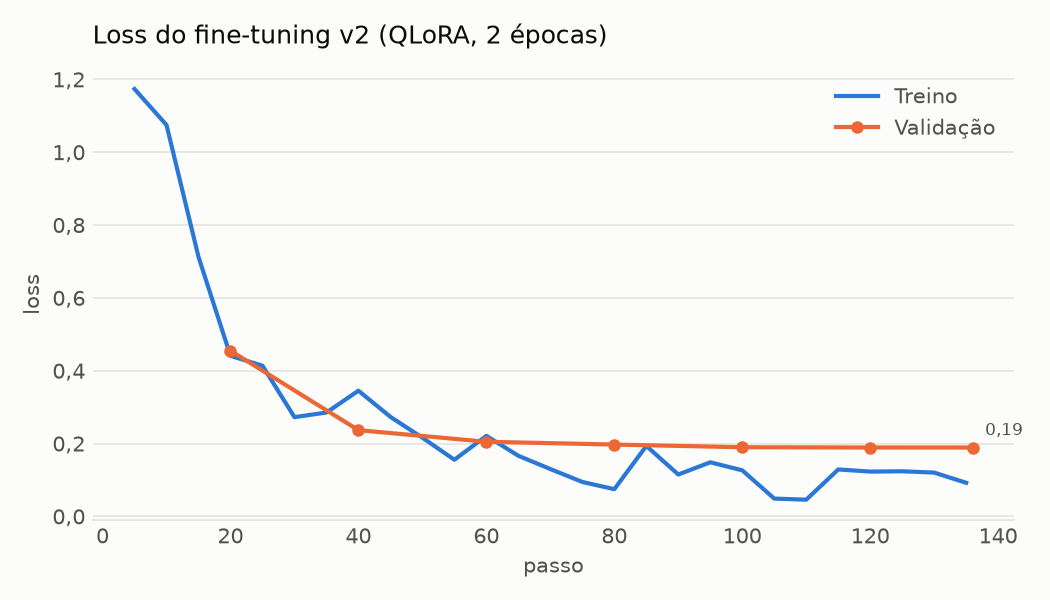 Loss do fine-tuning v2 (QLoRA, 2 épocas)
1,2
1,0
0,8
0,6
0,4
0,2
0,0
loss
Treino
Validação
0,19
0 20 40 60 80 100 120 140
passo